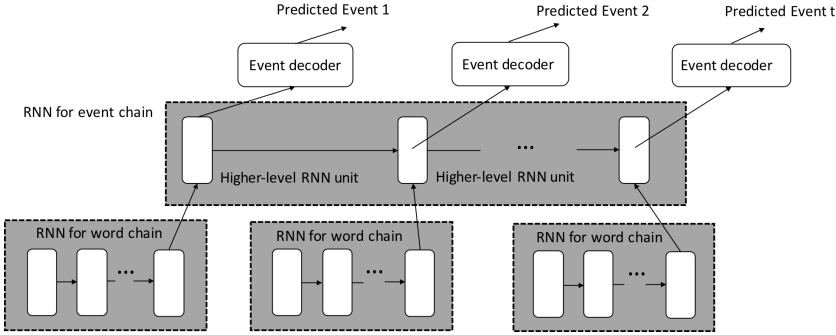 Predicted Event 1
Predicted Event 2
Predicted Event t
Event decoder
Event decoder
Event decoder
RNN for event chain
...
Higher-level RNN unit
Higher-level RNN unit
RNN for word chain
RNN for word chain
RNN for word chain
...
...
...